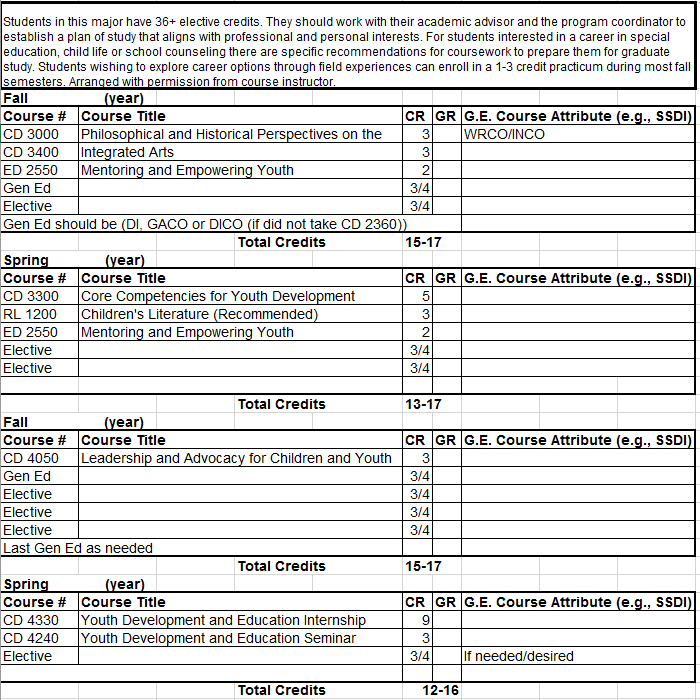 Students in this major have 36+ elective credits. They should work with their academic advisor and the program coordinator to
establish a plan of study that aligns with professional and personal interests. For students interested in a career in special
education, child life or school counseling there are specific recommendations for coursework to prepare them for graduate
study. Students wishing to explore career options through field experiences can enroll in a 1-3 credit practicum during most fall
semesters. Arranged with permission from course instructor.
Fall (year)
Course # Course Title CR GR G.E. Course Attribute (e.g., SSDI)
CD 3000 Philosophical and Historical Perspectives on the 3 WRCO/INCO
CD 3400 Integrated Arts 3
ED 2550 Mentoring and Empowering Youth 2
Gen Ed 3/4
Elective 3/4
Gen Ed should be (DI, GACO or DICO (if did not take CD 2360))
Total Credits 15-17
Spring (year)
Course # Course Title CR GR G.E. Course Attribute (e.g., SSDI)
CD 3300 Core Competencies for Youth Development 5
RL 1200 Children's Literature (Recommended) 3
ED 2550 Mentoring and Empowering Youth 2
Elective 3/4
Elective 3/4
Total Credits 13-17
Fall (year)
Course # Course Title CR GR G.E. Course Attribute (e.g., SSDI)
CD 4050 Leadership and Advocacy for Children and Youth 3
Gen Ed 3/4
Elective 3/4
Elective 3/4
Elective 3/4
Last Gen Ed as needed
Total Credits 15-17
Spring (year)
Course # Course Title CR GR G.E. Course Attribute (e.g., SSDI)
CD 4330 Youth Development and Education Internship 9
CD 4240 Youth Development and Education Seminar 3
Elective 3/4 If needed/desired
Total Credits 12-16